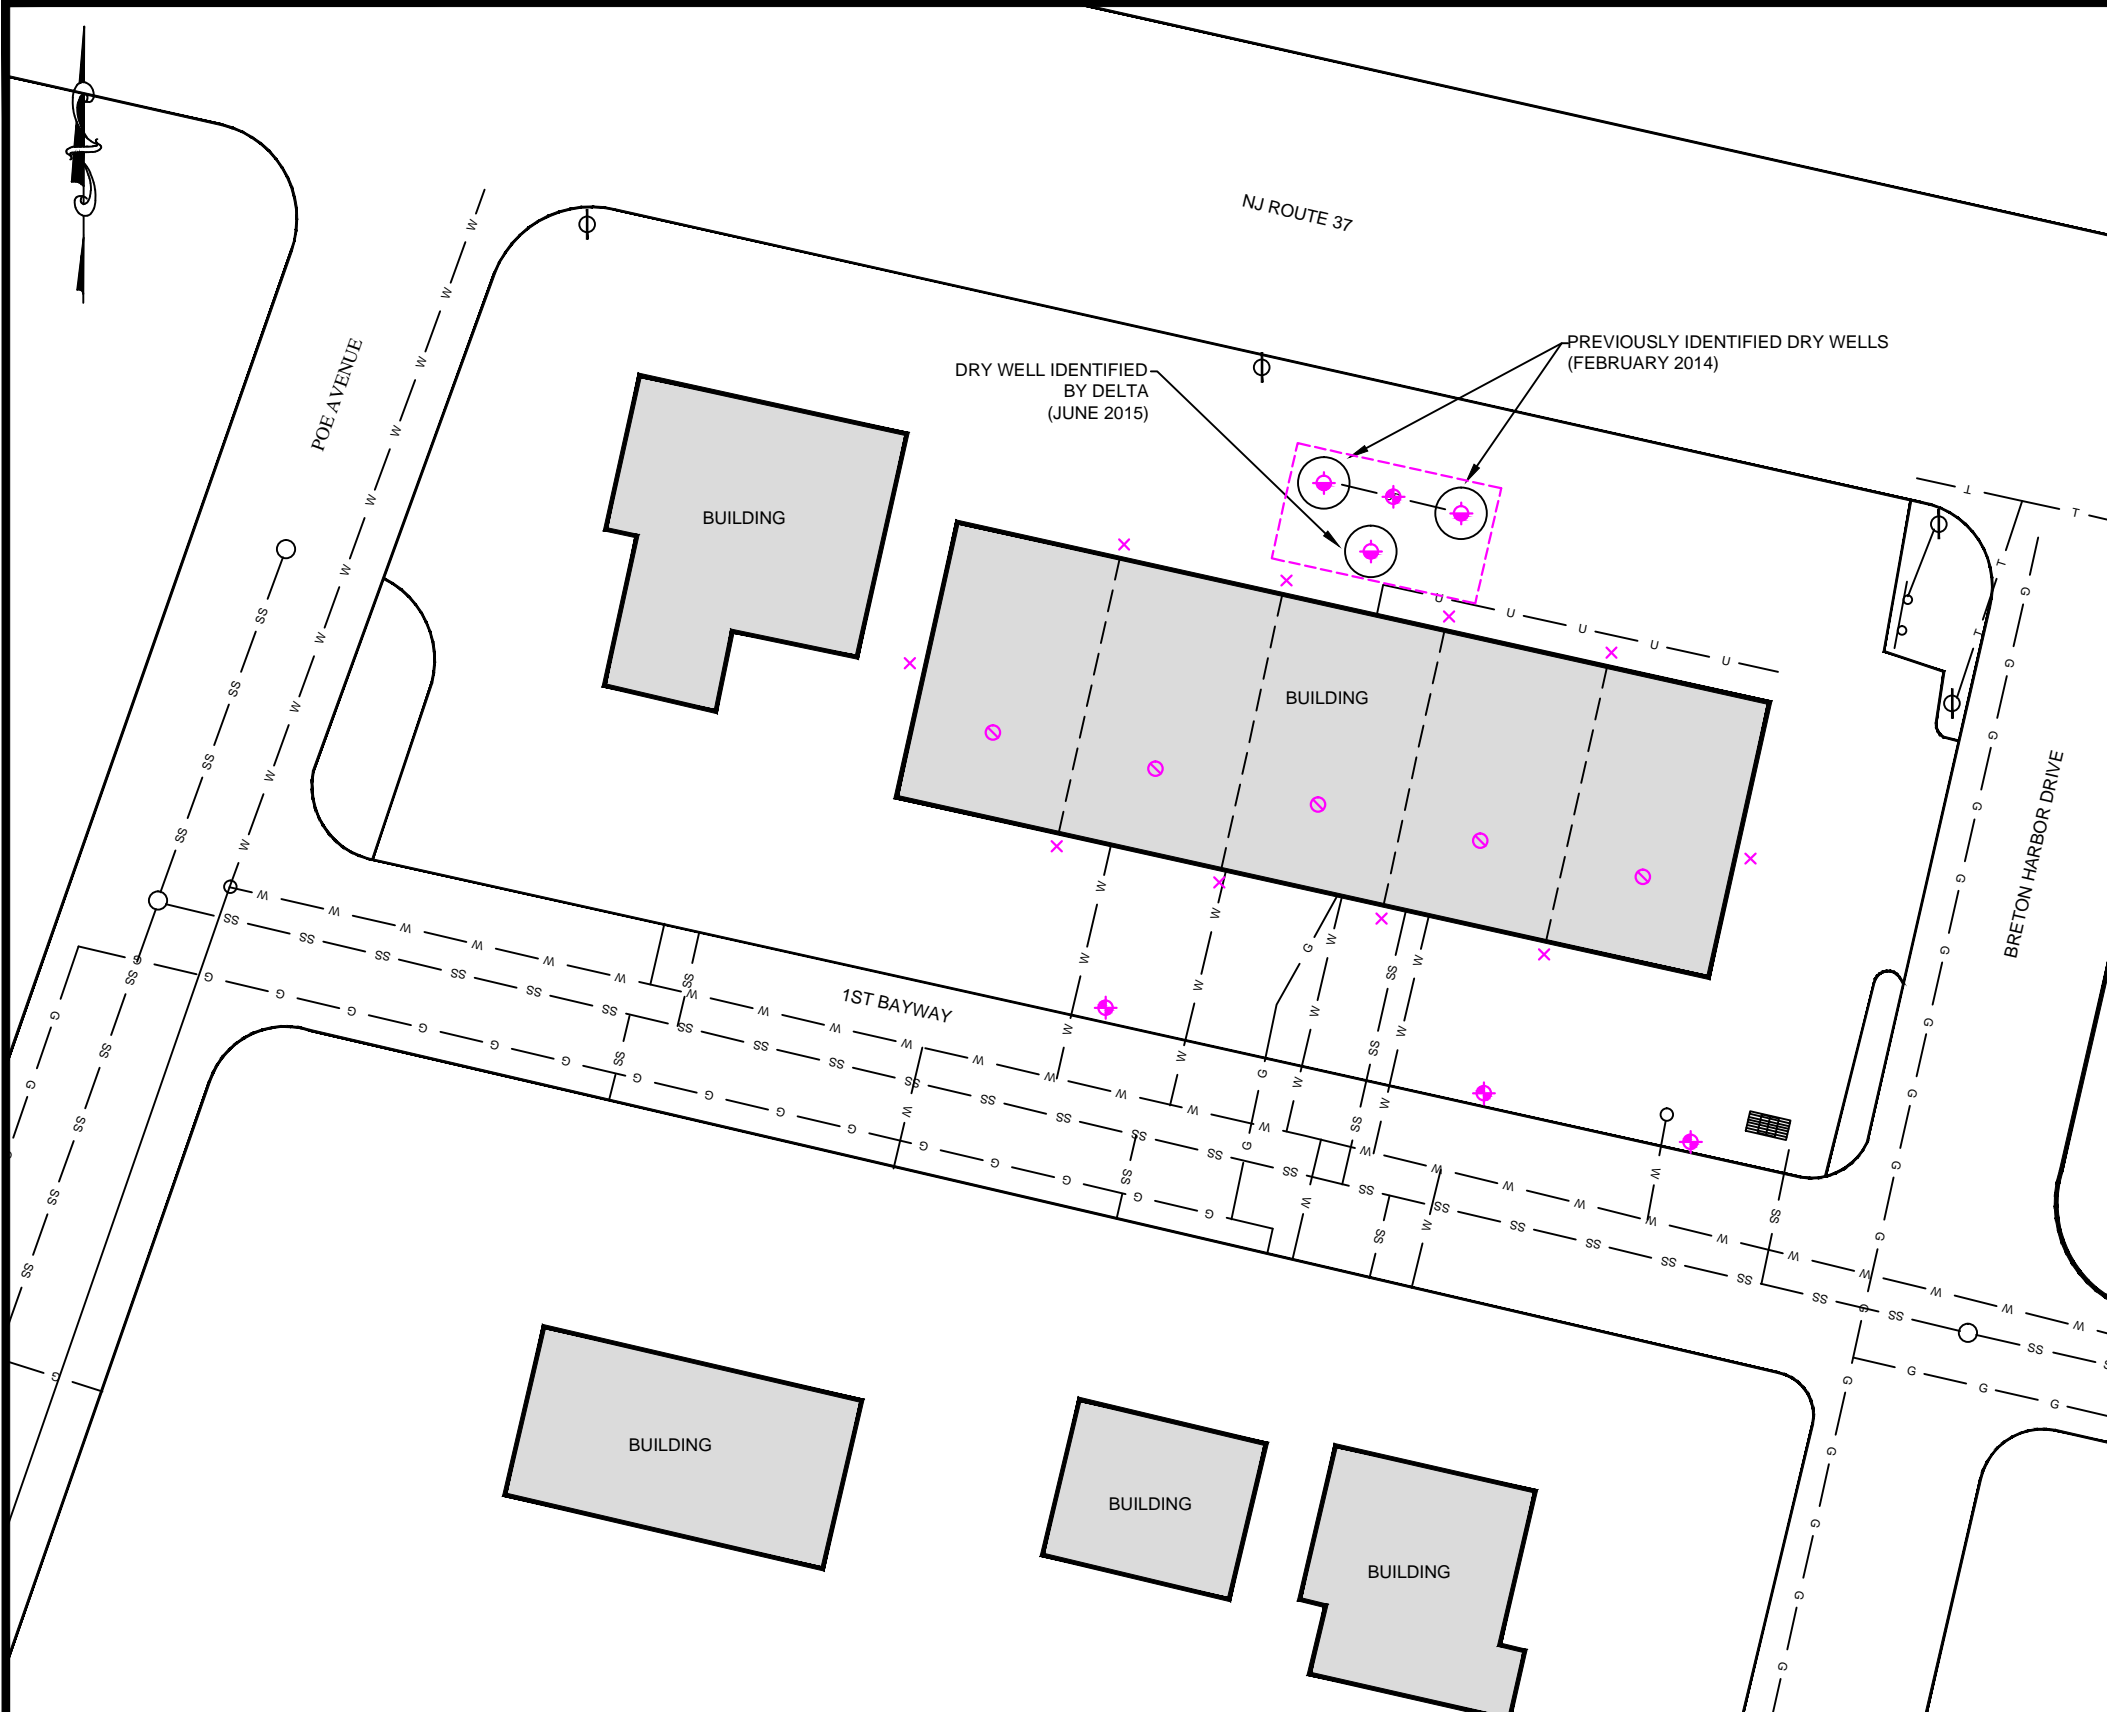 NJ ROUTE 37
POE AVENUE
DRY WELL IDENTIFIED
BY DELTA
(JUNE 2015)
PREVIOUSLY IDENTIFIED DRY WELLS
(FEBRUARY 2014)
BUILDING
BUILDING
BRETON HARBOR DRIVE
1ST BAYWAY
BUILDING
BUILDING
BUILDING